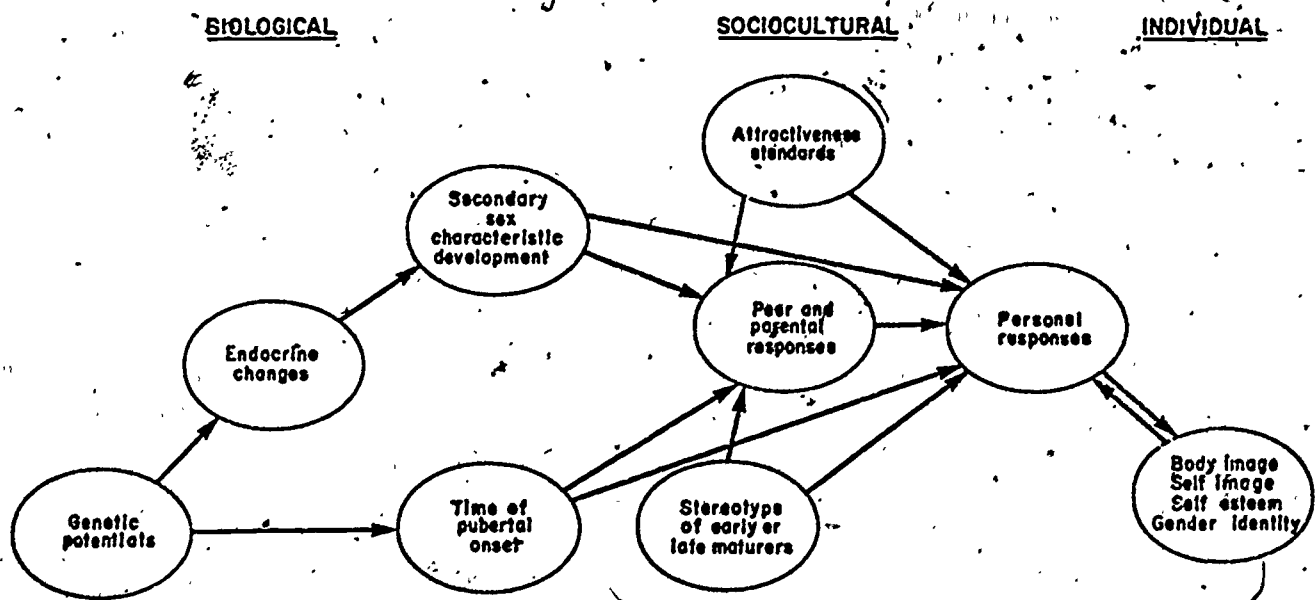 BIOLOGICAL
SOCIOCULTURAL
INDIVIDUAL
Attractiveness
standards
Secondary
sex
characteristic
development
Peer and
parental
responses
Personal
responses
Endocrine
changes
Genetic
potentials
Time of
pubertal
onset
Stereotype
of early or
late maturers
Body image
Self image
Self esteem
Gender identity